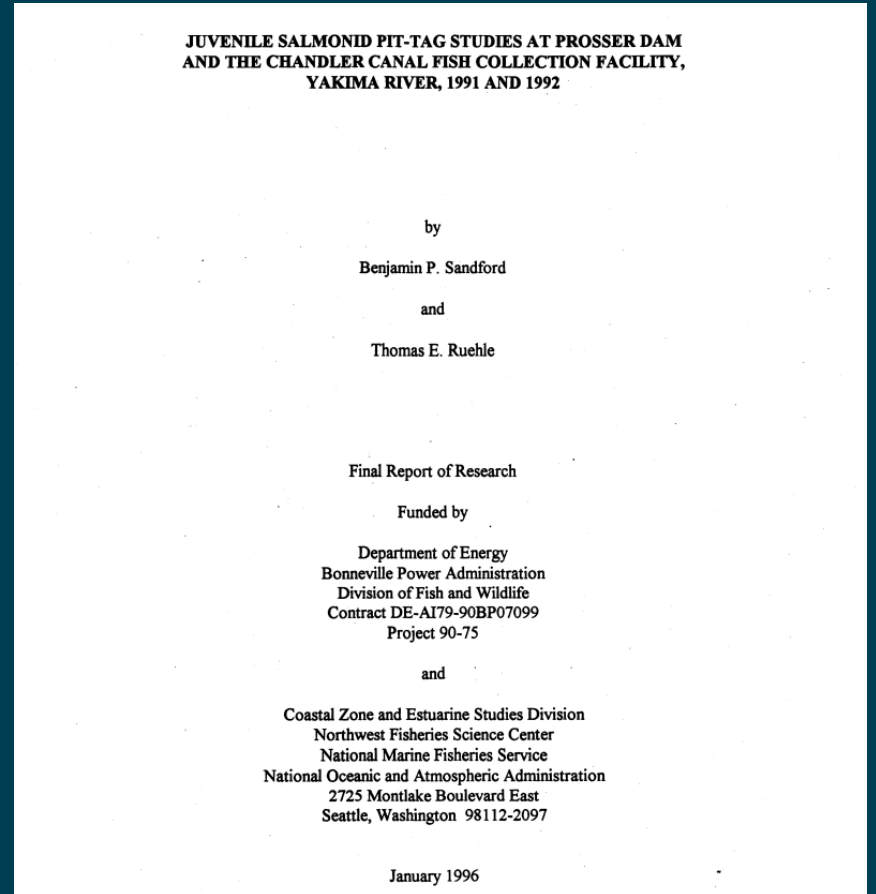 JUVENILE SALMONID PIT-TAG STUDIES AT PROSSER DAM
AND THE CHANDLER CANAL FISH COLLECTION FACILITY,
YAKIMA RIVER, 1991 AND 1992
by
Benjamin P. Sandford
and
Thomas E. Ruehle
Final Report of Research
Funded by
Department of Energy
Bonneville Power Administration
Division of Fish and Wildlife
Contract DE-AI79-90BP07099
Project 90-75
and
Coastal Zone and Estuarine Studies Division
Northwest Fisheries Science Center
National Marine Fisheries Service
National Oceanic and Atmospheric Administration
2725 Montlake Boulevard East
Seattle, Washington 98112-2097
January 1996